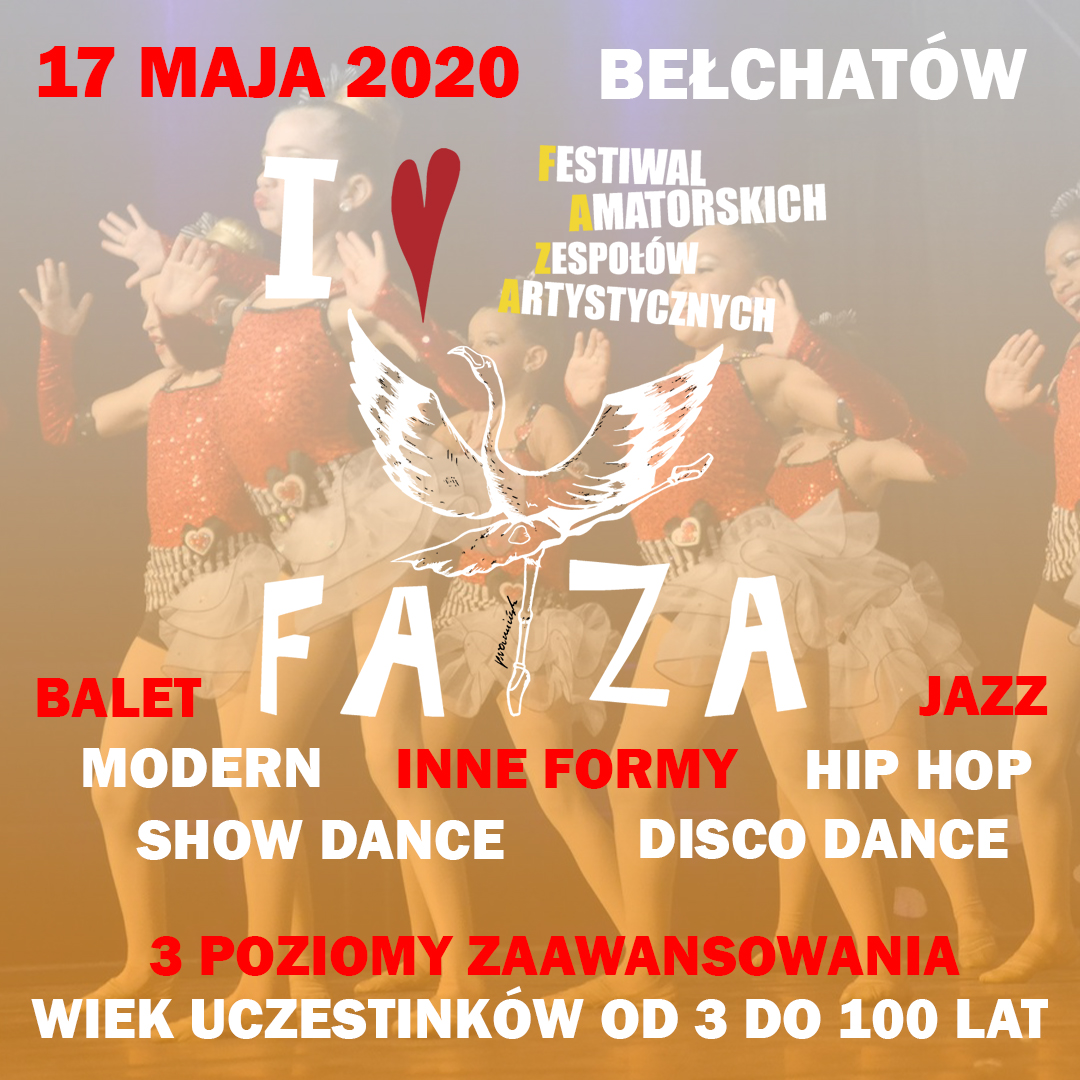 17 MAJA 2020
BEŁCHATÓW
I
FESTIWAL
AMATORSKICH
ZESPOŁÓW
ARTYSTYCZNYCH
FAZA
BALET
JAZZ
MODERN
INNE FORMY
HIP HOP
SHOW DANCE
DISCO DANCE
3 POZIOMY ZAAWANSOWANIA
WIEK UCZESTINKÓW OD 3 DO 100 LAT